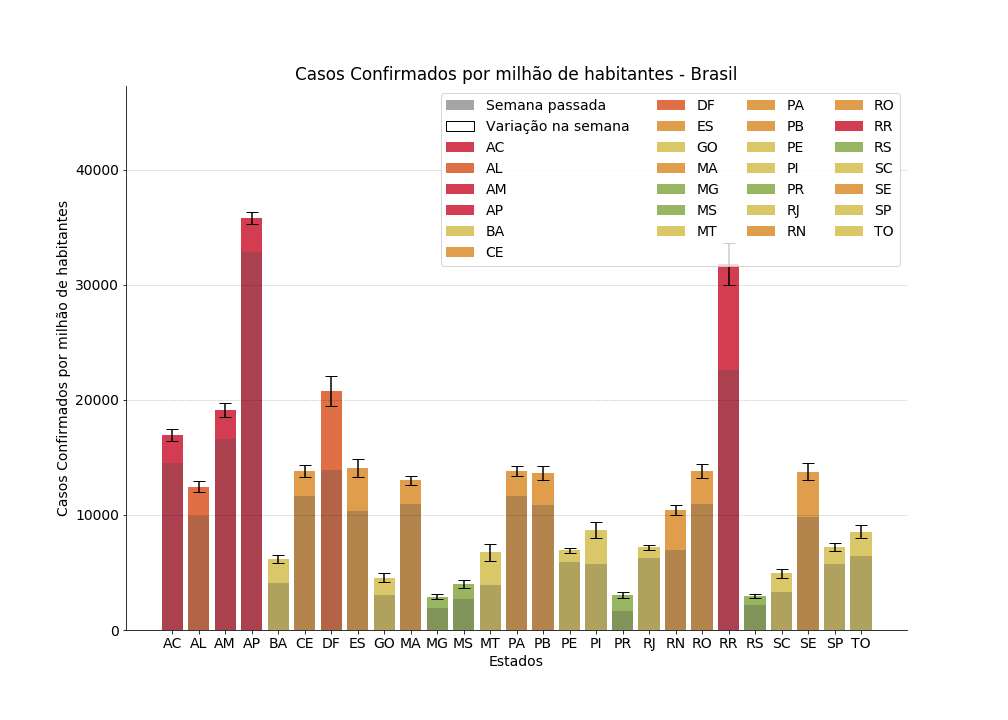 Casos Confirmados por milhão de habitantes - Brasil
Semana passada
Variação na semana
AC
AL
AM
AP
BA
CE
DF
ES
GO
MA
MG
MS
MT
PA
PB
PE
PI
PR
RJ
RN
RO
RR
RS
SC
SE
SP
TO
Casos Confirmados por milhão de habitantes
40000
30000
20000
10000
0
AC AL AM AP BA CE DF ES GO MA MG MS MT PA PB PE PI PR RJ RN RO RR RS SC SE SP TO
Estados